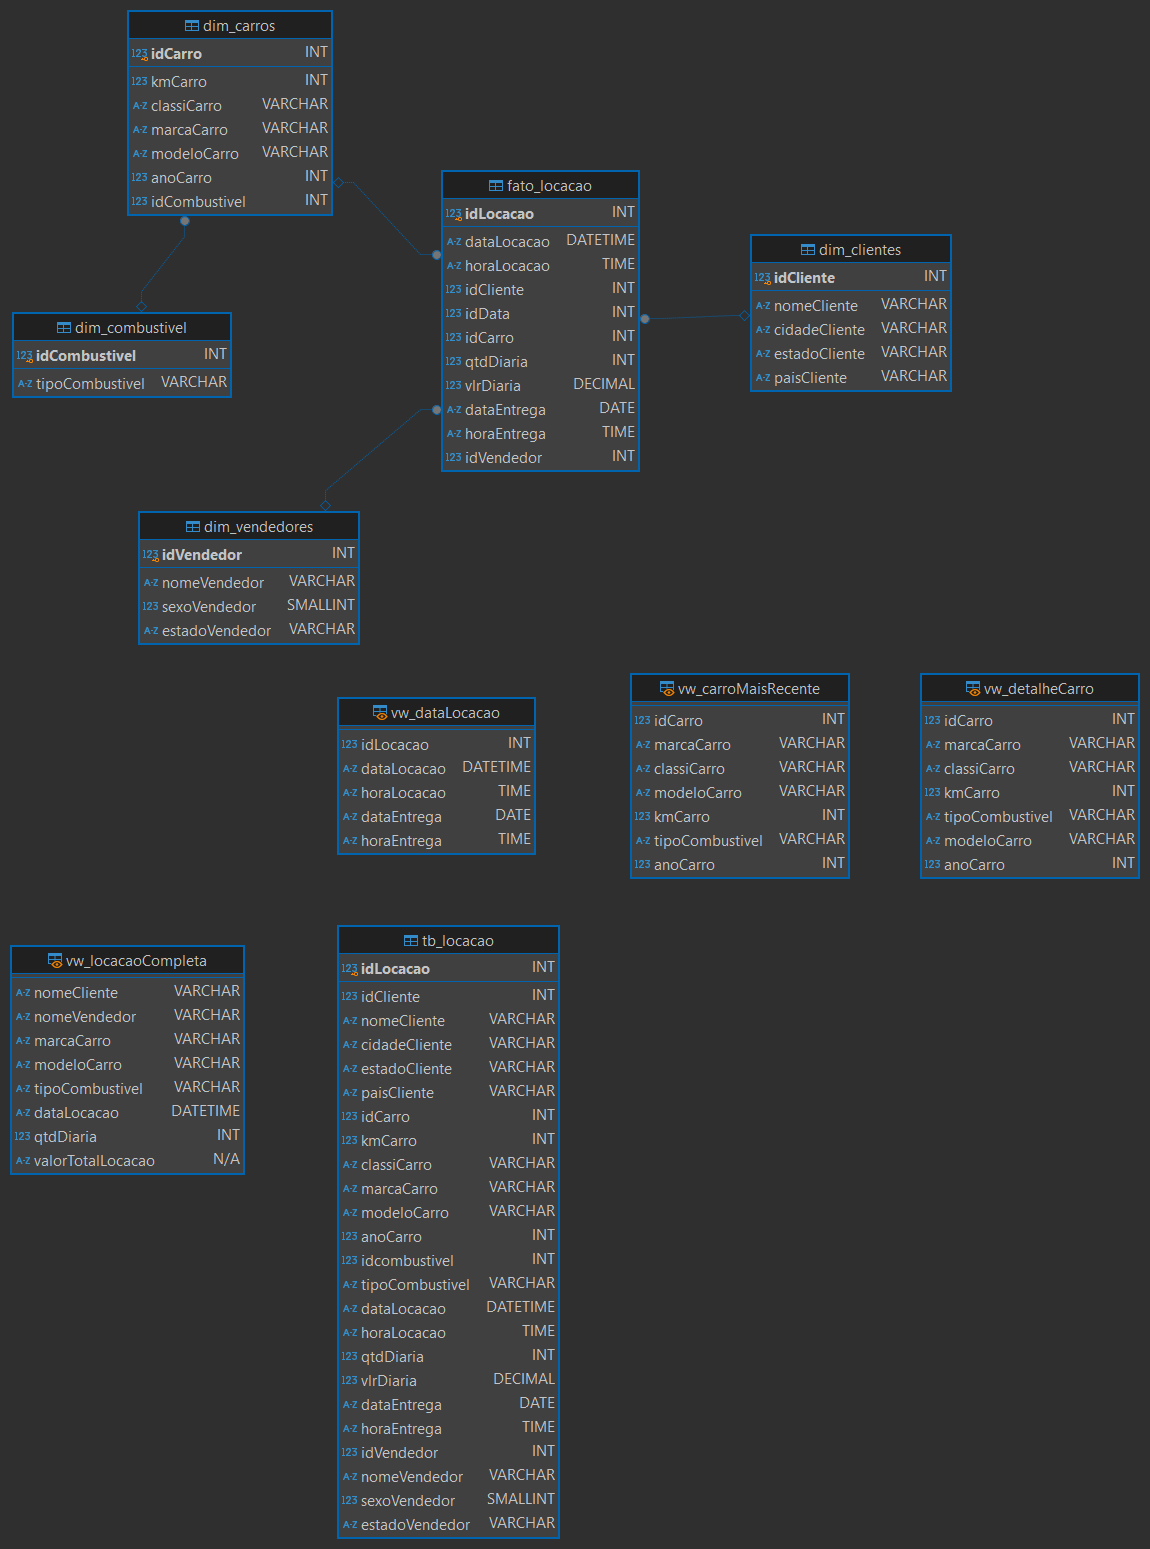 dim_carros
123 idCarro INT
123 kmCarro INT
A-Z classiCarro VARCHAR
A-Z marcaCarro VARCHAR
A-Z modeloCarro VARCHAR
123 anoCarro INT
123 idCombustivel INT
fato_locacao
123 idLocacao INT
A-Z dataLocacao DATETIME
A-Z horaLocacao TIME
123 idCliente INT
123 idData INT
123 idCarro INT
123 qtdDiaria INT
123 vlrDiaria DECIMAL
A-Z dataEntrega DATE
A-Z horaEntrega TIME
123 idVendedor INT
dim_clientes
123 idCliente INT
A-Z nomeCliente VARCHAR
A-Z cidadeCliente VARCHAR
A-Z estadoCliente VARCHAR
A-Z paisCliente VARCHAR
dim_combustivel
123 idCombustivel INT
A-Z tipoCombustivel VARCHAR
dim_vendedores
123 idVendedor INT
A-Z nomeVendedor VARCHAR
123 sexoVendedor SMALLINT
A-Z estadoVendedor VARCHAR
vw_dataLocacao
123 idLocacao INT
A-Z dataLocacao DATETIME
A-Z horaLocacao TIME
A-Z dataEntrega DATE
A-Z horaEntrega TIME
vw_carroMaisRecente
123 idCarro INT
A-Z marcaCarro VARCHAR
A-Z classiCarro VARCHAR
A-Z modeloCarro VARCHAR
123 kmCarro INT
A-Z tipoCombustivel VARCHAR
123 anoCarro INT
vw_detalheCarro
123 idCarro INT
A-Z marcaCarro VARCHAR
A-Z classiCarro VARCHAR
123 kmCarro INT
A-Z tipoCombustivel VARCHAR
A-Z modeloCarro VARCHAR
123 anoCarro INT
vw_locacaoCompleta
A-Z nomeCliente VARCHAR
A-Z nomeVendedor VARCHAR
A-Z marcaCarro VARCHAR
A-Z modeloCarro VARCHAR
A-Z tipoCombustivel VARCHAR
A-Z dataLocacao DATETIME
123 qtdDiaria INT
A-Z valorTotalLocacao N/A
tb_locacao
123 idLocacao INT
123 idCliente INT
A-Z nomeCliente VARCHAR
A-Z cidadeCliente VARCHAR
A-Z estadoCliente VARCHAR
A-Z paisCliente VARCHAR
123 idCarro INT
123 kmCarro INT
A-Z classiCarro VARCHAR
A-Z marcaCarro VARCHAR
A-Z modeloCarro VARCHAR
123 anoCarro INT
123 idcombustivel INT
A-Z tipoCombustivel VARCHAR
A-Z dataLocacao DATETIME
A-Z horaLocacao TIME
123 qtdDiaria INT
123 vlrDiaria DECIMAL
A-Z dataEntrega DATE
A-Z horaEntrega TIME
123 idVendedor INT
A-Z nomeVendedor VARCHAR
123 sexoVendedor SMALLINT
A-Z estadoVendedor VARCHAR